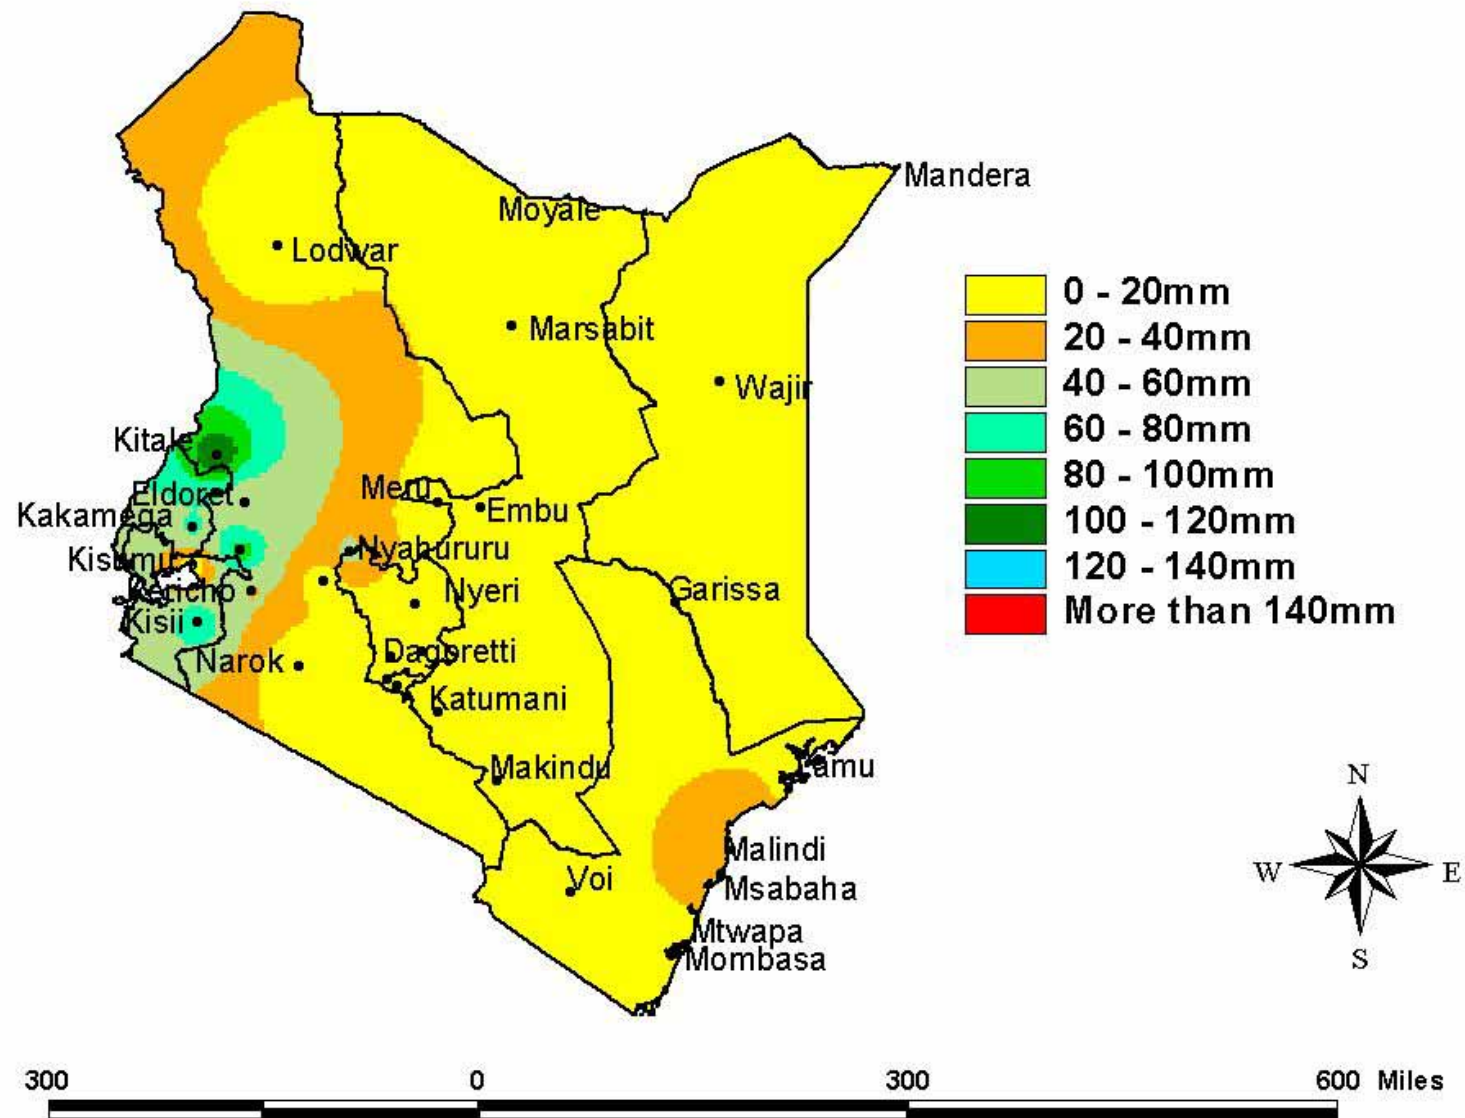 Mandera
Moyale
Lodwar
Marsabit
Wajir
0 - 20mm
20 - 40mm
40 - 60mm
60 - 80mm
80 - 100mm
100 - 120mm
120 - 140mm
More than 140mm
Kitale
Eldoret
Meru
Embu
Kakamega
Nyahururu
Kisumu
Kericho
Nyeri
Garissa
Kisii
Narok
Dagoretti
Katumani
Makindu
Lamu
Malindi
Voi
Msabaha
Mtwapa
Mombasa
N
W
E
S
300
0
300
600 Miles